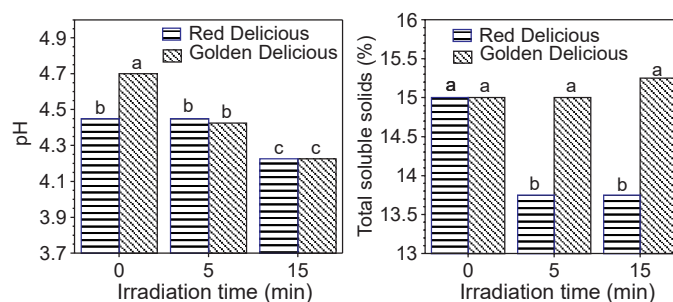 pH
4.9
4.7
4.5
4.3
4.1
3.9
3.7
Red Delicious
Golden Delicious
b
a
b
b
c
c
0
5
15
Irradiation time (min)
Total soluble solids (%)
16
15.5
15
14.5
14
13.5
13
Red Delicious
Golden Delicious
a
a
b
a
b
a
0
5
15
Irradiation time (min)